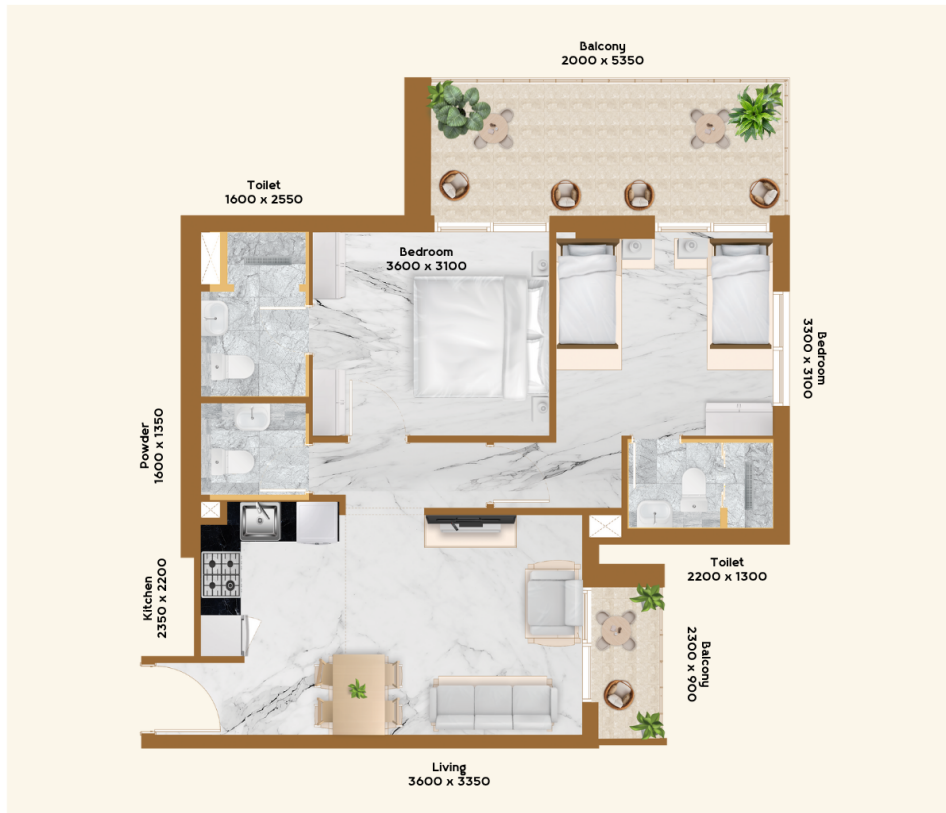 Balcony
2000 x 5350
Toilet
1600 x 2550
Bedroom
3600 x 3100
Bedroom
3300 x 3100
Powder
1600 x 1350
Kitchen
2350 x 2200
Toilet
2200 x 1300
Balcony
2300 x 900
Living
3600 x 3350